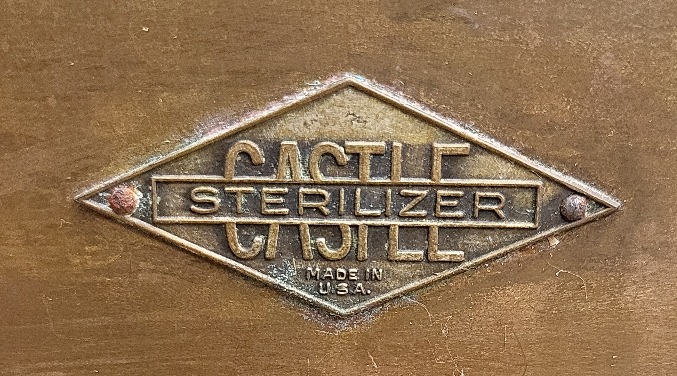 CASTLE
STERILIZER
MADE IN
U.S.A.